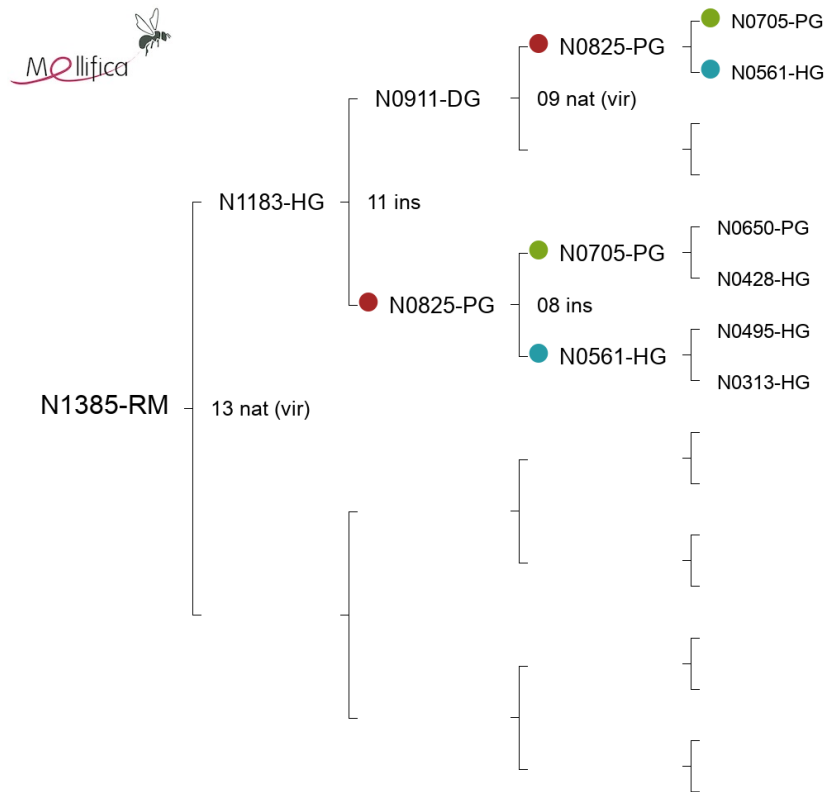 Mellifica
N0705-PG
N0825-PG
N0561-HG
N0911-DG
09 nat (vir)
N1183-HG
11 ins
N0650-PG
N0705-PG
N0428-HG
N0825-PG
08 ins
N0495-HG
N0561-HG
N0313-HG
N1385-RM
13 nat (vir)